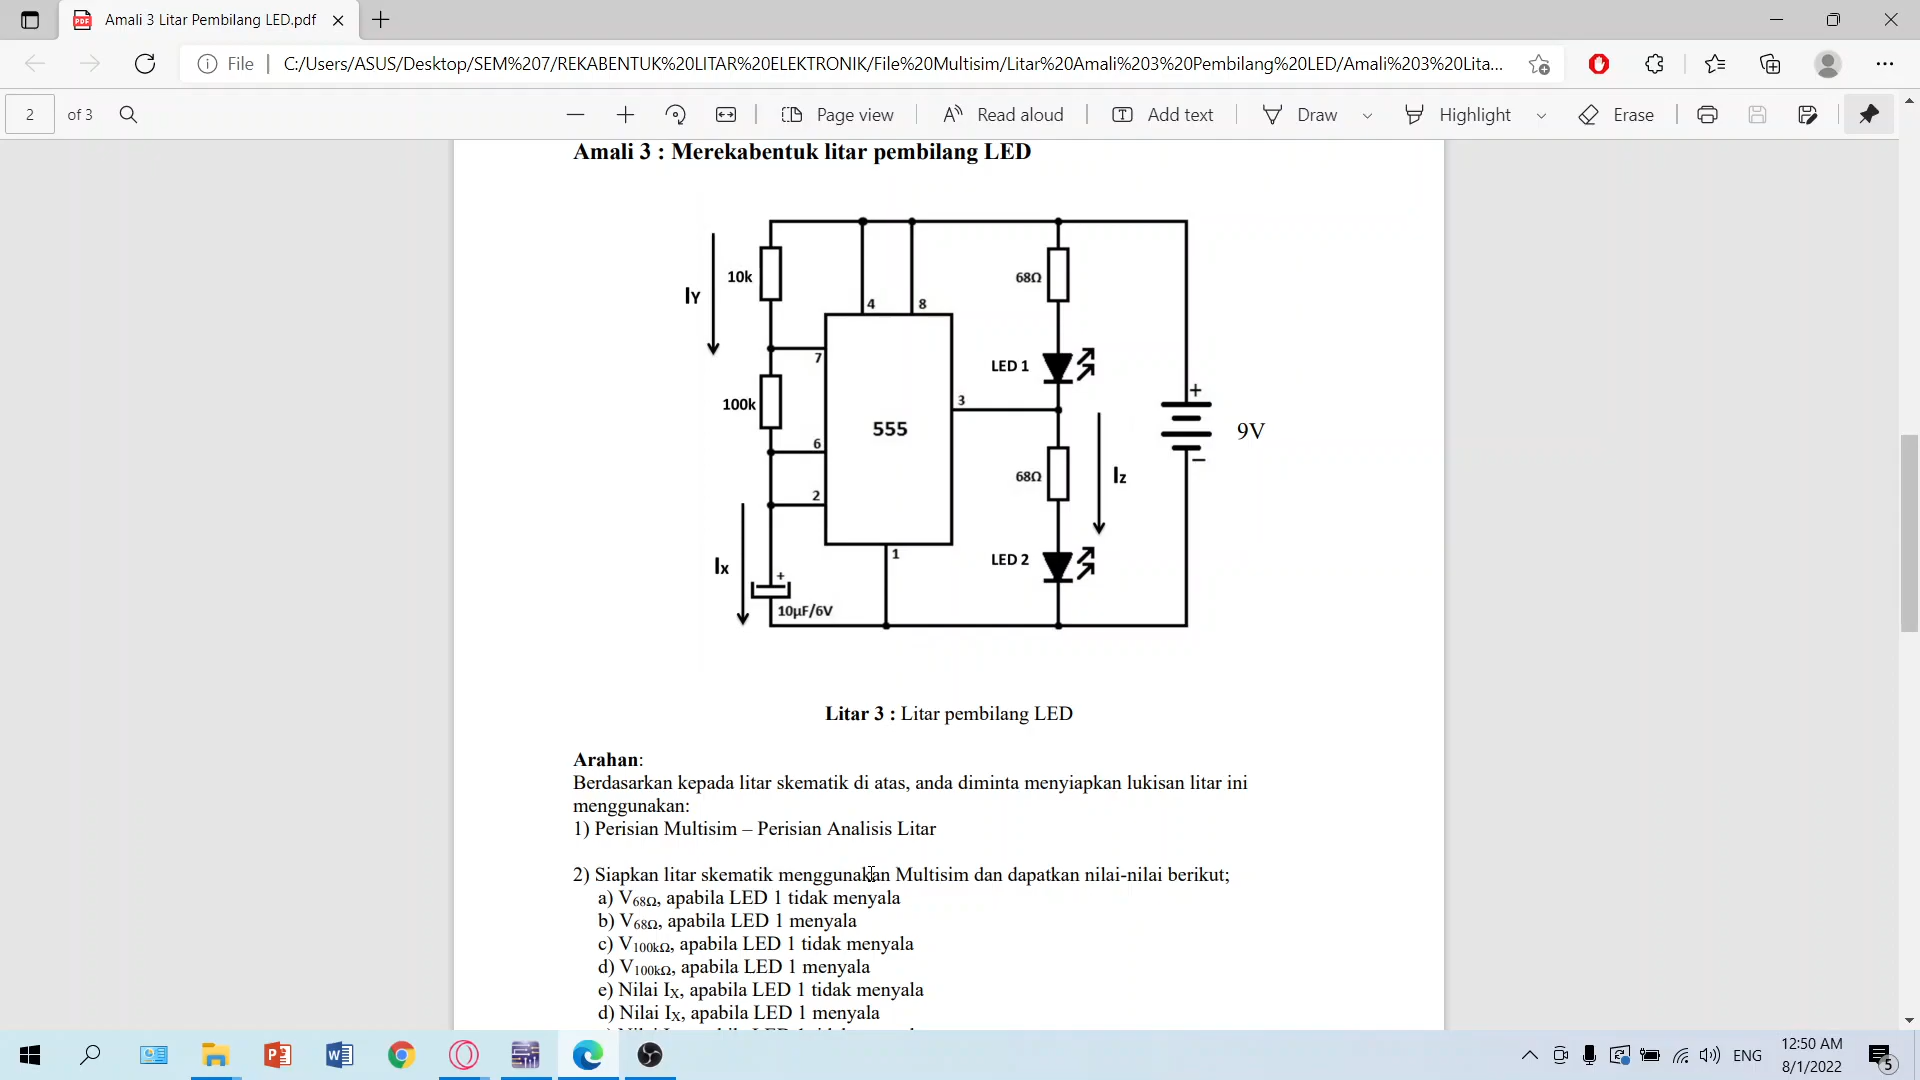 Amali 3 Litar Pembilang LED.pdf
File
C:/Users/ASUS/Desktop/SEM%207/REKABENTUK%20LITAR%20ELEKTRONIK/File%20Multisim/Litar%20Amali%203%20Pembilang%20LED/Amali%203%20Lita...
2 of 3
Page view
Read aloud
Add text
Draw
Highlight
Erase
Amali 3 : Merekabentuk litar pembilang LED
10k
68Ω
IY
4
8
7
LED 1
100k
3
+
6
555
9V
68Ω
IZ
2
1
LED 2
IX
+
10µF/6V
Litar 3 : Litar pembilang LED
Arahan:
Berdasarkan kepada litar skematik di atas, anda diminta menyiapkan lukisan litar ini
menggunakan:
1) Perisian Multisim – Perisian Analisis Litar
2) Siapkan litar skematik menggunakan Multisim dan dapatkan nilai-nilai berikut;
a) V68Ω, apabila LED 1 tidak menyala
b) V68Ω, apabila LED 1 menyala
c) V100kΩ, apabila LED 1 tidak menyala
d) V100kΩ, apabila LED 1 menyala
e) Nilai IX, apabila LED 1 tidak menyala
d) Nilai IX, apabila LED 1 menyala
ENG
12:50 AM
8/1/2022
5